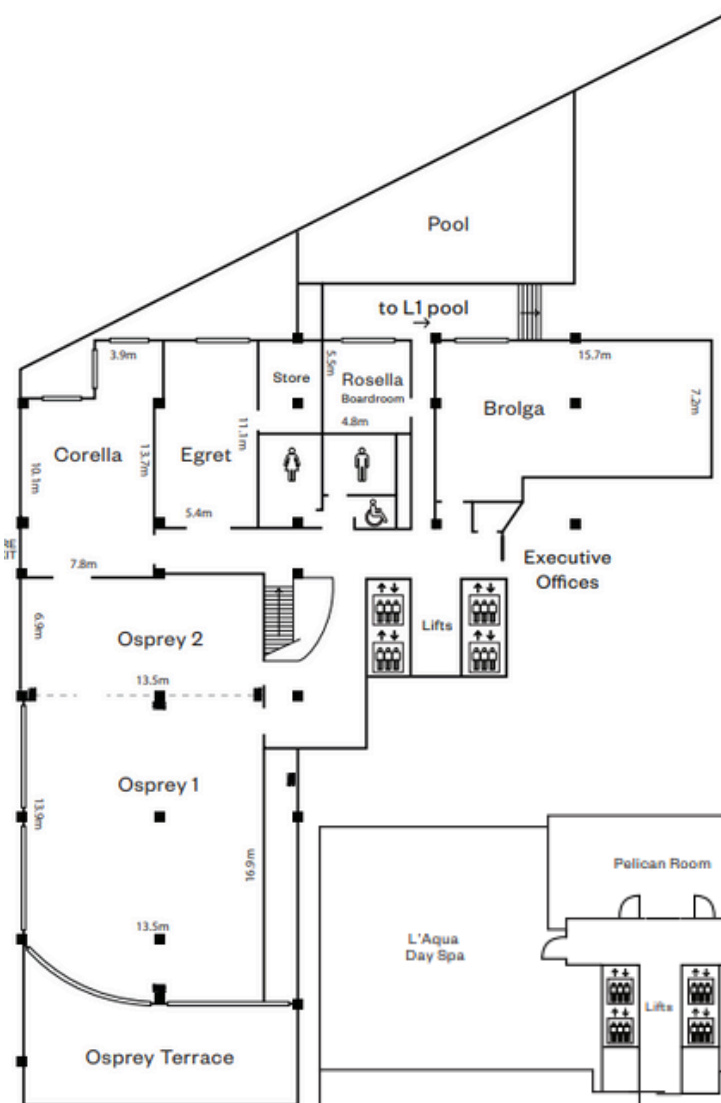 Pool
to L1 pool
3.9m
5.5m
15.7m
Store
Rosella
Boardroom
7.2m
4.8m
Brolga
11.1m
Corella
13.7m
Egret
10.1m
5.4m
7.8m
Executive
Offices
6.9m
Lifts
Osprey 2
13.5m
Osprey 1
13.9m
16.9m
Pelican Room
13.5m
L'Aqua
Day Spa
Lifts
Osprey Terrace